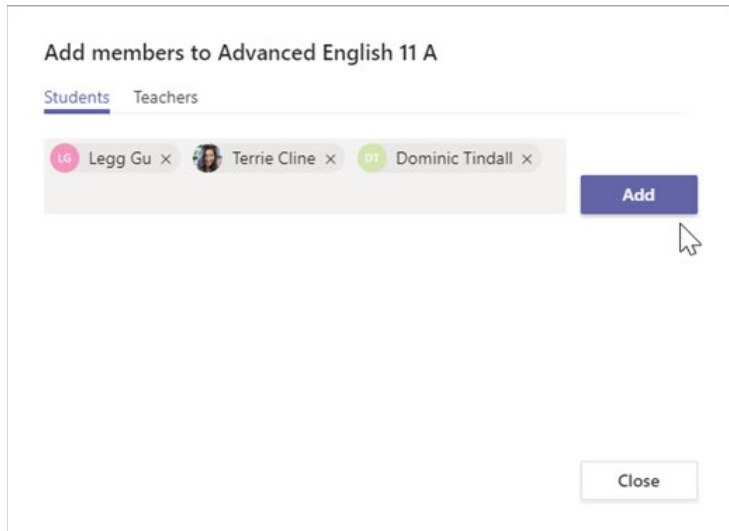 Add members to Advanced English 11 A
Students Teachers
LG Legg Gu × Terrie Cline × DT Dominic Tindall ×
Add
Close